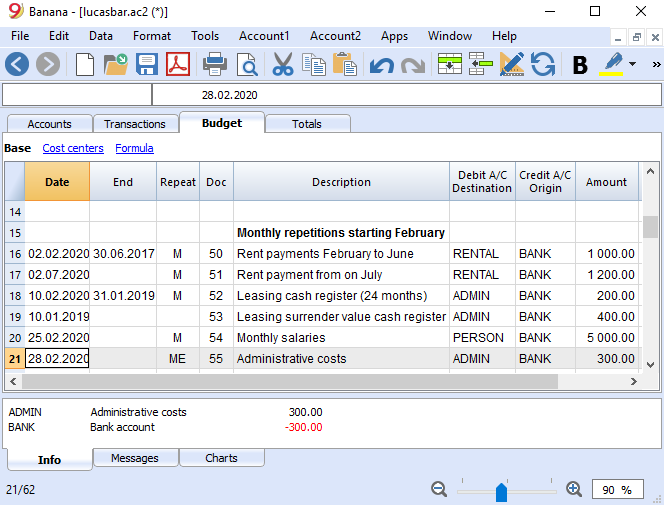 Banana - [lucasbar.ac2 (*)]
File Edit Data Format Tools Account1 Account2 Apps Window Help
B
28.02.2020
Accounts Transactions Budget Totals
Base Cost centers Formula
Date End Repeat Doc Description Debit A/C Destination Credit A/C Origin Amount
14
15 Monthly repetitions starting February
16 02.02.2020 30.06.2017 M 50 Rent payments February to June RENTAL BANK 1 000.00
17 02.07.2020 M 51 Rent payment from on July RENTAL BANK 1 200.00
18 10.02.2020 31.01.2019 M 52 Leasing cash register (24 months) ADMIN BANK 200.00
19 10.01.2019 53 Leasing surrender value cash register ADMIN BANK 400.00
20 25.02.2020 M 54 Monthly salaries PERSON BANK 5 000.00
21 28.02.2020 ME 55 Administrative costs ADMIN BANK 300.00
ADMIN Administrative costs 300.00
BANK Bank account -300.00
Info Messages Charts
21/62 90 %